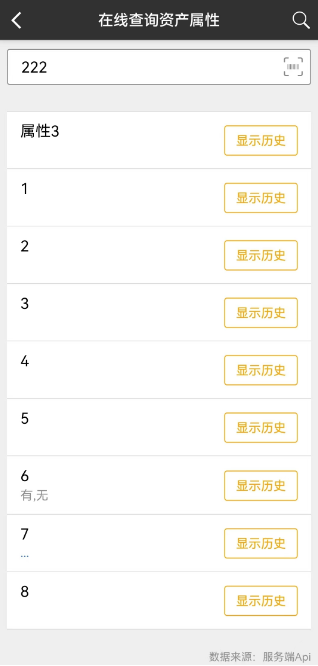 在线查询资产属性
222
属性3
显示历史
1
显示历史
2
显示历史
3
显示历史
4
显示历史
5
显示历史
6
有,无
显示历史
7
...
显示历史
8
显示历史
数据来源：服务端Api